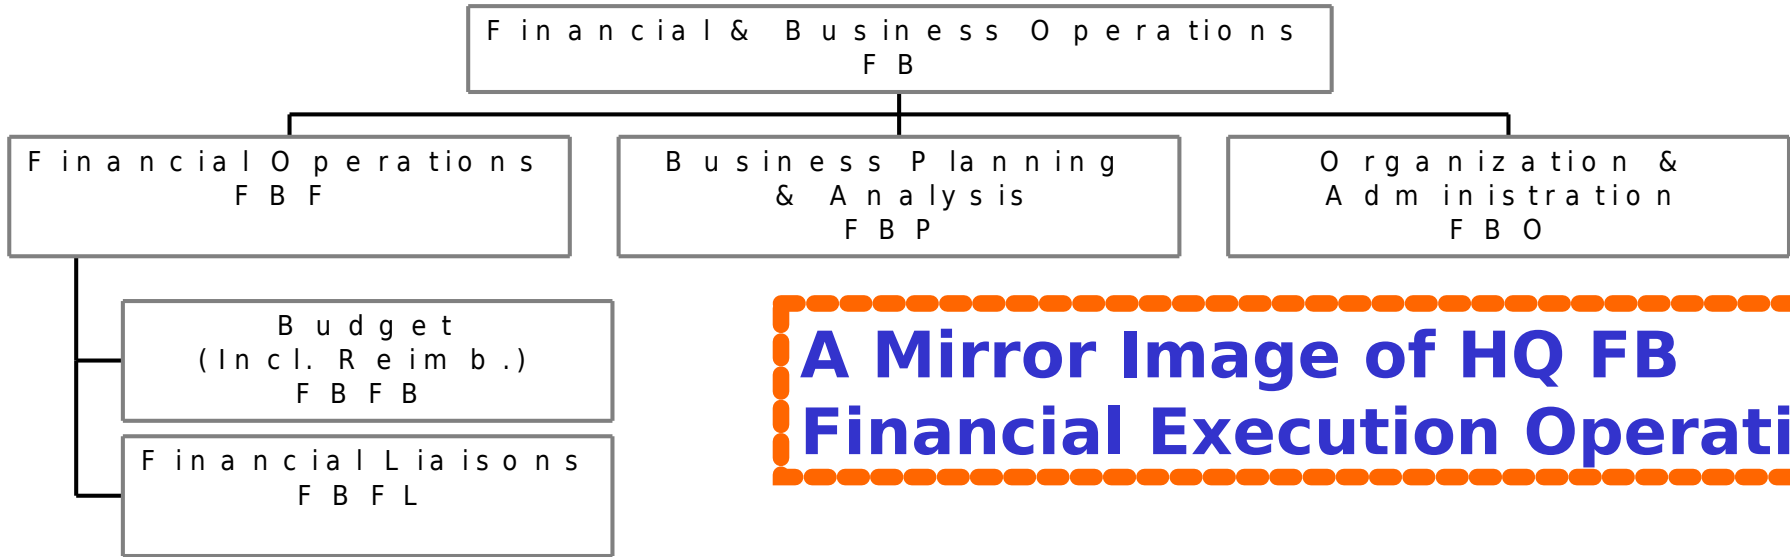 Financial & Business Operations
FB
Financial Operations
FBF
Business Planning
& Analysis
FBP
Organization &
Administration
FBO
Budget
(Incl. Reimb.)
FBFB
Financial Liaisons
FBFL
A Mirror Image of HQ FB
Financial Execution Operati